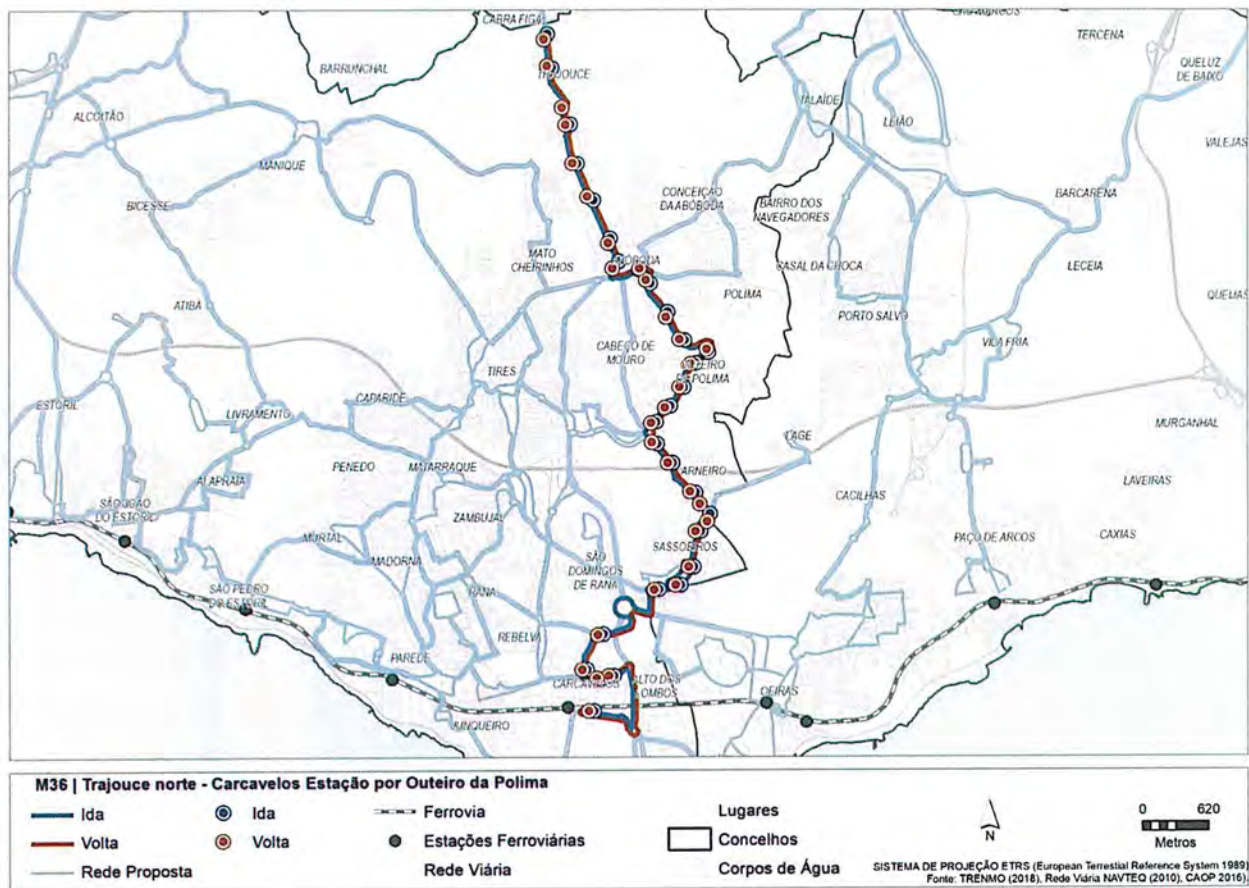 CABRA FIGA
TERCENA
QUELUZ
DE BAIXO
BARRUNCHAL
TRAJOUCE
TALAÍDE
LEIÃO
ALCOITÃO
VALEJAS
MANIQUE
CONCEIÇÃO
DA ABÓBODA
BARCARENA
BICESSE
BAIRRO DOS
NAVEGADORES
MATO
CHEIRINHOS
ABÓBODA
CASAL DA CHOCA
LECEIA
POLIMA
ATIBÁ
PORTO SALVO
CABEÇO DE
MOURO
VILA FRIA
TIRES
OUTEIRO
DE POLIMA
ESTORIL
LIVRAMENTO
CAPARIDE
MURGANHAL
LAGE
PENEDO
MATARRAQUE
ARNEIRO
ALAPRAIA
CACILHAS
LAVEIRAS
SÃO JOÃO
DO ESTORIL
ZAMBUJAL
MURTAL
SASSOEIROS
PAÇO DE ARCOS
CAXIAS
MADORNA
SÃO
DOMINGOS
DE RANA
SÃO PEDRO
DO ESTORIL
RANA
REBELVA
PAREDE
CARCAVELOS
ALTO DOS
LOMBOS
OEIRAS
JUNQUEIRO
M36 | Trajouce norte - Carcavelos Estação por Outeiro da Polima
Ida
Ida
Ferrovia
Lugares
0 620
Volta
Volta
Estações Ferroviárias
Concelhos
N
Metros
Rede Proposta
Rede Viária
Corpos de Água
SISTEMA DE PROJEÇÃO ETRS (European Terrestial Reference System 1989)
Fonte: TRENMO (2018), Rede Viária NAVTEQ (2010), CAOP 2016).